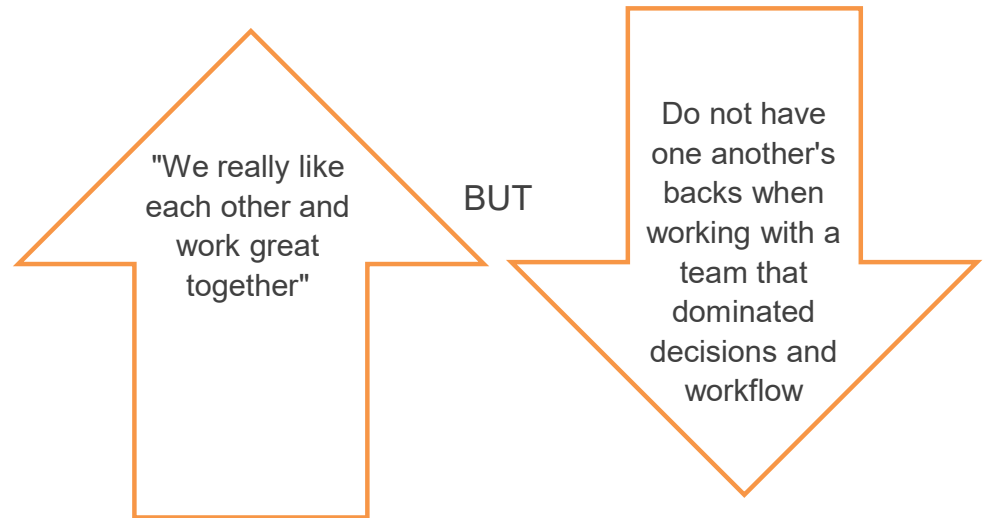 "We really like
each other and
work great
together"
BUT
Do not have
one another's
backs when
working with a
team that
dominated
decisions and
workflow